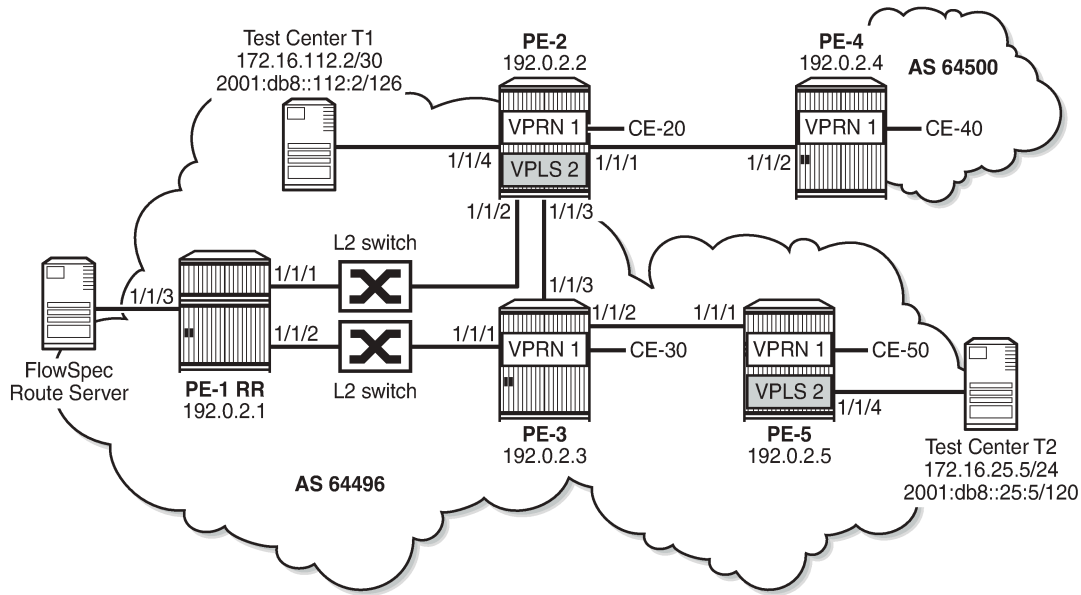 Test Center T1
172.16.112.2/30
2001:db8::112:2/126
PE-2
192.0.2.2
PE-4
192.0.2.4
AS 64500
VPRN 1
CE-20
VPRN 1
CE-40
1/1/4
VPLS 2
1/1/1
1/1/2
1/1/2
1/1/3
L2 switch
1/1/1
1/1/3
1/1/3
1/1/2
1/1/1
1/1/2
1/1/1
VPRN 1
CE-30
VPRN 1
CE-50
FlowSpec
Route Server
PE-1 RR
192.0.2.1
L2 switch
VPLS 2
1/1/4
PE-3
192.0.2.3
PE-5
192.0.2.5
Test Center T2
172.16.25.5/24
2001:db8::25:5/120
AS 64496